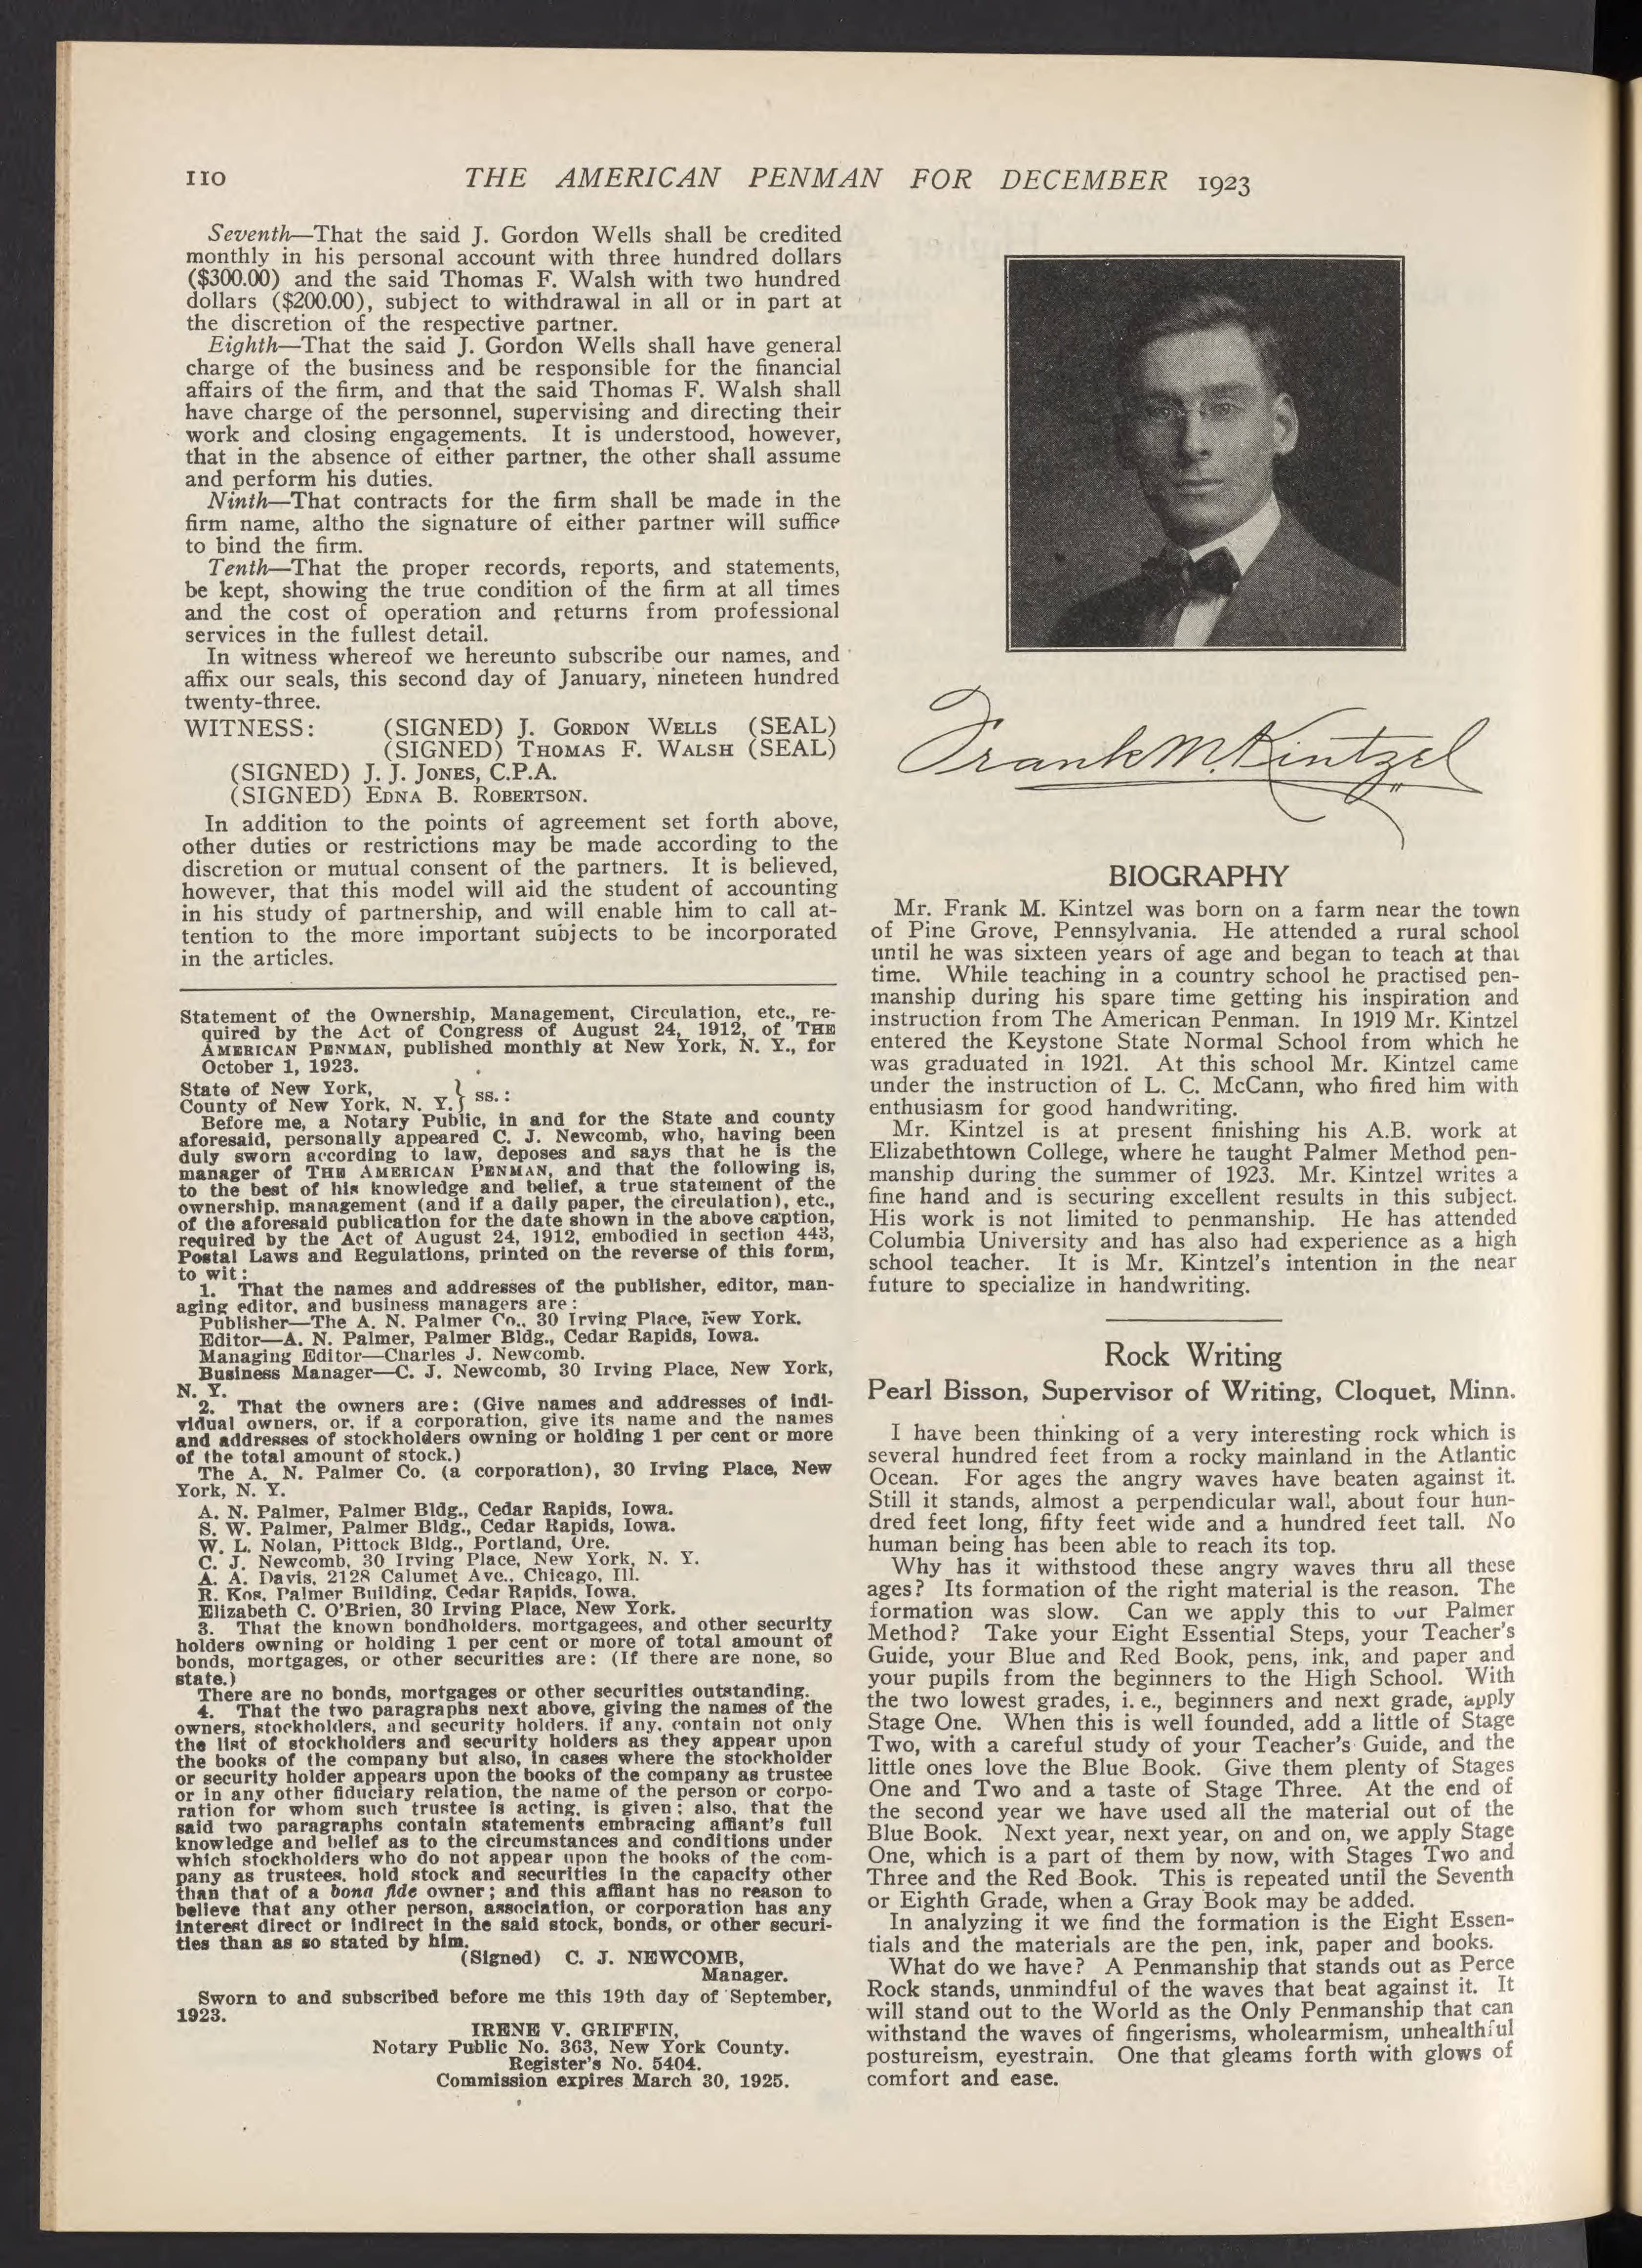 110
THE AMERICAN PENMAN FOR DECEMBER 1923
Seventh—That the said J. Gordon Wells shall be credited
monthly in his personal account with three hundred dollars
($300.00) and the said Thomas F. Walsh with two hundred
dollars ($200.00), subject to withdrawal in all or in part at
the discretion of the respective partner.
Eighth—That the said J. Gordon Wells shall have general
charge of the business and be responsible for the financial
affairs of the firm, and that the said Thomas F. Walsh shall
have charge of the personnel, supervising and directing their
work and closing engagements. It is understood, however,
that in the absence of either partner, the other shall assume
and perform his duties.
Ninth—That contracts for the firm shall be made in the
firm name, altho the signature of either partner will suffice
to bind the firm.
Tenth—That the proper records, reports, and statements,
be kept, showing the true condition of the firm at all times
and the cost of operation and returns from professional
services in the fullest detail.
In witness whereof we hereunto subscribe our names, and
affix our seals, this second day of January, nineteen hundred
twenty-three.
WITNESS: (SIGNED) J. GORDON WELLS (SEAL)
(SIGNED) THOMAS F. WALSH (SEAL)
(SIGNED) J. J. JONES, C.P.A.
(SIGNED) EDNA B. ROBERTSON.
In addition to the points of agreement set forth above,
other duties or restrictions may be made according to the
discretion or mutual consent of the partners. It is believed,
however, that this model will aid the student of accounting
in his study of partnership, and will enable him to call at-
tention to the more important subjects to be incorporated
in the articles.
Statement of the Ownership, Management, Circulation, etc., re-
quired by the Act of Congress of August 24, 1912, of THE
AMERICAN PENMAN, published monthly at New York, N. Y., for
October 1, 1923.
State of New York,
County of New York, N. Y. } ss.:
Before me, a Notary Public, in and for the State and county
aforesaid, personally appeared C. J. Newcomb, who, having been
duly sworn according to law, deposes and says that he is the
manager of THE AMERICAN PENMAN, and that the following is,
to the best of his knowledge and belief, a true statement of the
ownership, management (and if a daily paper, the circulation), etc.,
of the aforesaid publication for the date shown in the above caption,
required by the Act of August 24, 1912, embodied in section 443,
Postal Laws and Regulations, printed on the reverse of this form,
to wit:
1. That the names and addresses of the publisher, editor, man-
aging editor, and business managers are:
Publisher—The A. N. Palmer Co., 30 Irving Place, New York.
Editor—A. N. Palmer, Palmer Bldg., Cedar Rapids, Iowa.
Managing Editor—Charles J. Newcomb.
Business Manager—C. J. Newcomb, 30 Irving Place, New York,
N. Y.
2. That the owners are: (Give names and addresses of indi-
vidual owners, or, if a corporation, give its name and the names
and addresses of stockholders owning or holding 1 per cent or more
of the total amount of stock.)
The A. N. Palmer Co. (a corporation), 30 Irving Place, New
York, N. Y.
A. N. Palmer, Palmer Bldg., Cedar Rapids, Iowa.
S. W. Palmer, Palmer Bldg., Cedar Rapids, Iowa.
W. L. Nolan, Pittock Bldg., Portland, Ore.
C. J. Newcomb, 30 Irving Place, New York, N. Y.
A. A. Davis, 2128 Calumet Ave., Chicago, Ill.
R. Kos, Palmer Building, Cedar Rapids, Iowa.
Elizabeth C. O'Brien, 30 Irving Place, New York.
3. That the known bondholders, mortgagees, and other security
holders owning or holding 1 per cent or more of total amount of
bonds, mortgages, or other securities are: (If there are none, so
state.)
There are no bonds, mortgages or other securities outstanding.
4. That the two paragraphs next above, giving the names of the
owners, stockholders, and security holders, if any, contain not only
the list of stockholders and security holders as they appear upon
the books of the company but also, in cases where the stockholder
or security holder appears upon the books of the company as trustee
or in any other fiduciary relation, the name of the person or corpo-
ration for whom such trustee is acting, is given; also, that the
said two paragraphs contain statements embracing affiant's full
knowledge and belief as to the circumstances and conditions under
which stockholders who do not appear upon the books of the com-
pany as trustees, hold stock and securities in the capacity other
than that of a bona fide owner; and this affiant has no reason to
believe that any other person, association, or corporation has any
interest direct or indirect in the said stock, bonds, or other securi-
ties than as so stated by him.
(Signed) C. J. NEWCOMB,
Manager.
Sworn to and subscribed before me this 19th day of September,
1923.
IRENE V. GRIFFIN,
Notary Public No. 363, New York County.
Register's No. 5404.
Commission expires March 30, 1925.
Frank M. Kintzel
BIOGRAPHY
Mr. Frank M. Kintzel was born on a farm near the town
of Pine Grove, Pennsylvania. He attended a rural school
until he was sixteen years of age and began to teach at that
time. While teaching in a country school he practised pen-
manship during his spare time getting his inspiration and
instruction from The American Penman. In 1919 Mr. Kintzel
entered the Keystone State Normal School from which he
was graduated in 1921. At this school Mr. Kintzel came
under the instruction of L. C. McCann, who fired him with
enthusiasm for good handwriting.
Mr. Kintzel is at present finishing his A.B. work at
Elizabethtown College, where he taught Palmer Method pen-
manship during the summer of 1923. Mr. Kintzel writes a
fine hand and is securing excellent results in this subject.
His work is not limited to penmanship. He has attended
Columbia University and has also had experience as a high
school teacher. It is Mr. Kintzel's intention in the near
future to specialize in handwriting.
Rock Writing
Pearl Bisson, Supervisor of Writing, Cloquet, Minn.
I have been thinking of a very interesting rock which is
several hundred feet from a rocky mainland in the Atlantic
Ocean. For ages the angry waves have beaten against it.
Still it stands, almost a perpendicular wall, about four hun-
dred feet long, fifty feet wide and a hundred feet tall. No
human being has been able to reach its top.
Why has it withstood these angry waves thru all these
ages? Its formation of the right material is the reason. The
formation was slow. Can we apply this to our Palmer
Method? Take your Eight Essential Steps, your Teacher's
Guide, your Blue and Red Book, pens, ink, and paper and
your pupils from the beginners to the High School. With
the two lowest grades, i. e., beginners and next grade, apply
Stage One. When this is well founded, add a little of Stage
Two, with a careful study of your Teacher's Guide, and the
little ones love the Blue Book. Give them plenty of Stages
One and Two and a taste of Stage Three. At the end of
the second year we have used all the material out of the
Blue Book. Next year, next year, on and on, we apply Stage
One, which is a part of them by now, with Stages Two and
Three and the Red Book. This is repeated until the Seventh
or Eighth Grade, when a Gray Book may be added.
In analyzing it we find the formation is the Eight Essen-
tials and the materials are the pen, ink, paper and books.
What do we have? A Penmanship that stands out as Perce
Rock stands, unmindful of the waves that beat against it. It
will stand out to the World as the Only Penmanship that can
withstand the waves of fingerisms, wholearmism, unhealthful
postureism, eyestrain. One that gleams forth with glows of
comfort and ease.